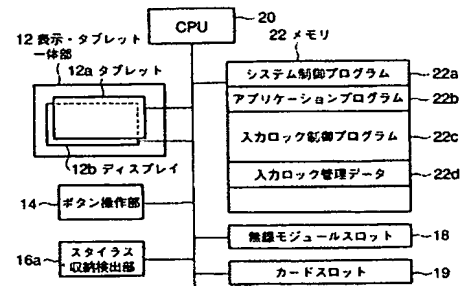 CPU
20
12 表示・タブレット
一体部
12a タブレット
12b ディスプレイ
22 メモリ
システム制御プログラム
22a
アプリケーションプログラム
22b
入力ロック制御プログラム
22c
入力ロック管理データ
22d
14
ボタン操作部
無線モジュールスロット
18
16a
スタイラス
収納検出部
カードスロット
19